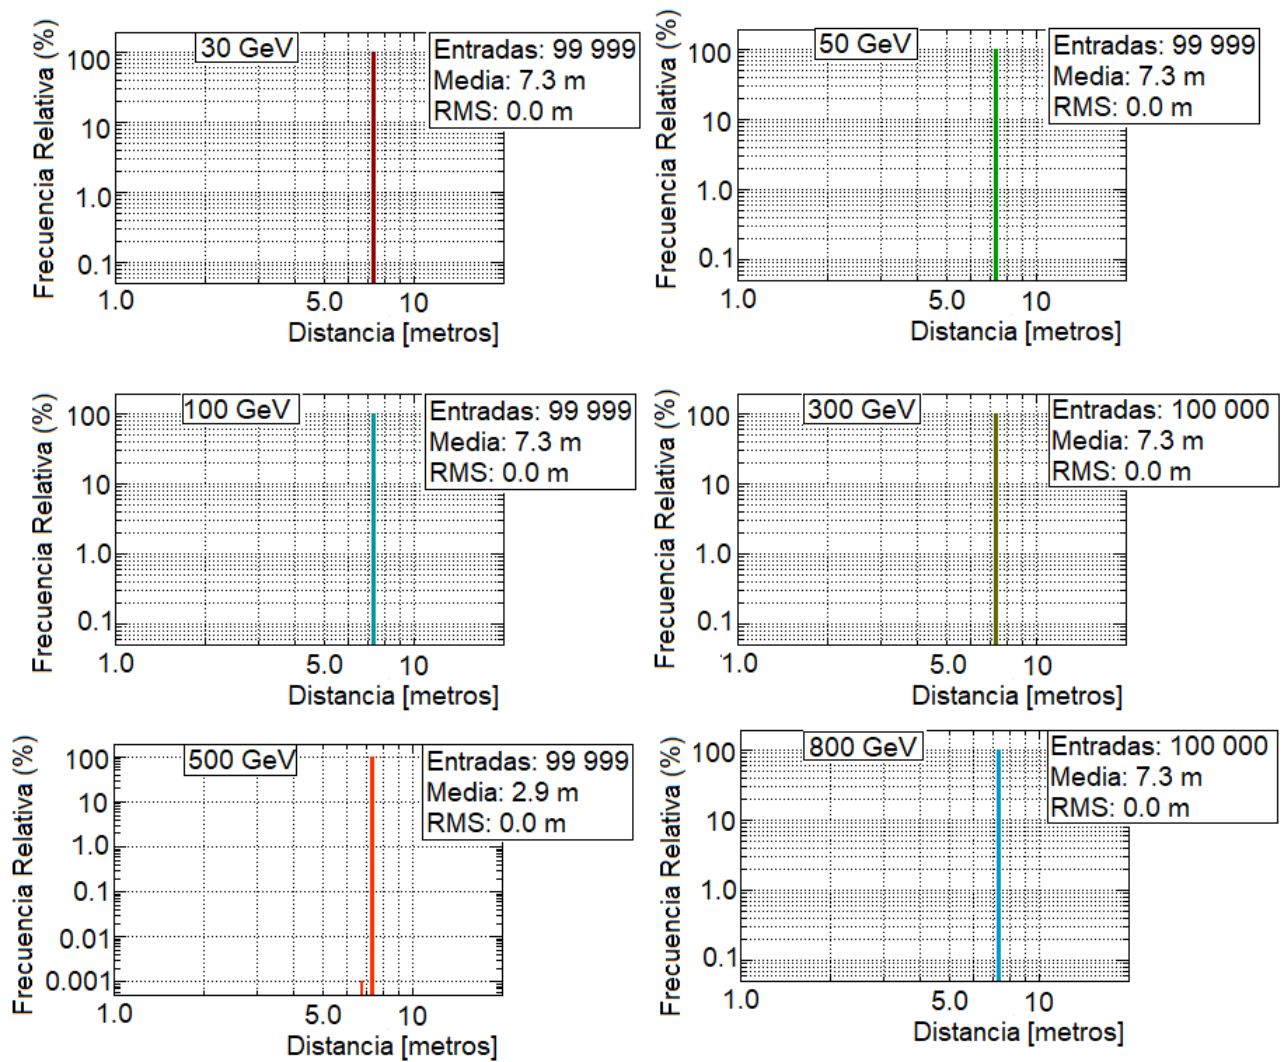 Frecuencia Relativa (%)
30 GeV
Entradas: 99 999
Media: 7.3 m
RMS: 0.0 m
100
10
1.0
0.1
1.0 5.0 10
Distancia [metros]
Frecuencia Relativa (%)
50 GeV
Entradas: 99 999
Media: 7.3 m
RMS: 0.0 m
100
10
1.0
0.1
1.0 5.0 10
Distancia [metros]
Frecuencia Relativa (%)
100 GeV
Entradas: 99 999
Media: 7.3 m
RMS: 0.0 m
100
10
1.0
0.1
1.0 5.0 10
Distancia [metros]
Frecuencia Relativa (%)
300 GeV
Entradas: 100 000
Media: 7.3 m
RMS: 0.0 m
100
10
1.0
0.1
1.0 5.0 10
Distancia [metros]
Frecuencia Relativa (%)
500 GeV
Entradas: 99 999
Media: 2.9 m
RMS: 0.0 m
100
10
1.0
0.1
0.01
0.001
1.0 5.0 10
Distancia [metros]
Frecuencia Relativa (%)
800 GeV
Entradas: 100 000
Media: 7.3 m
RMS: 0.0 m
100
10
1.0
0.1
1.0 5.0 10
Distancia [metros]